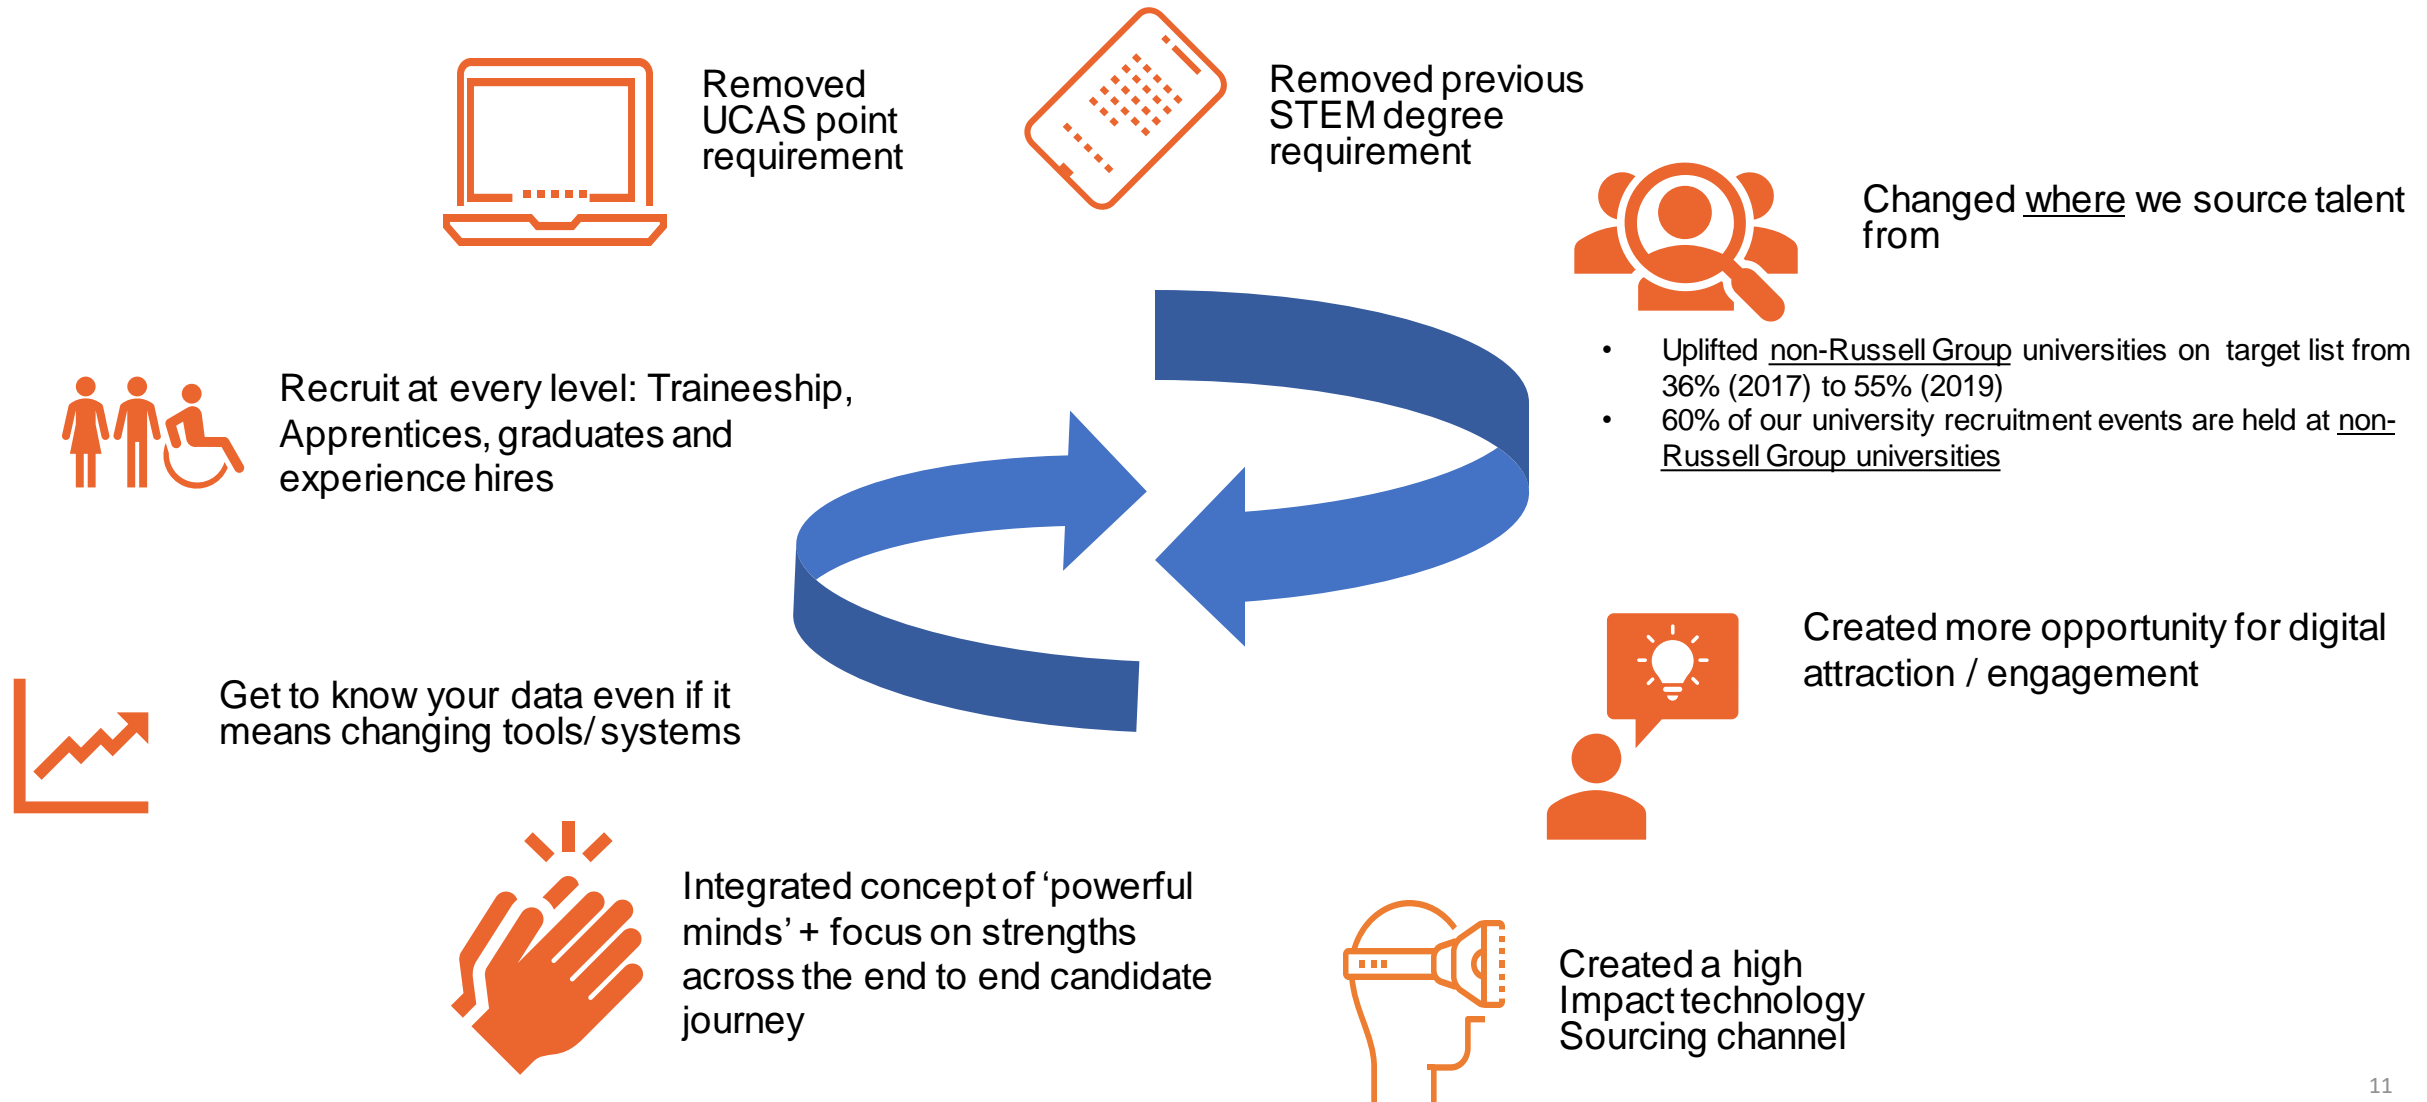 Removed
UCAS point
requirement
Removed previous
STEM degree
requirement
Changed where we source talent
from
• Uplifted non-Russell Group universities on target list from
36% (2017) to 55% (2019)
• 60% of our university recruitment events are held at non-
Russell Group universities
Recruit at every level: Traineeship,
Apprentices, graduates and
experience hires
Created more opportunity for digital
attraction / engagement
Get to know your data even if it
means changing tools/ systems
Integrated concept of ‘powerful
minds’ + focus on strengths
across the end to end candidate
journey
Created a high
Impact technology
Sourcing channel
11